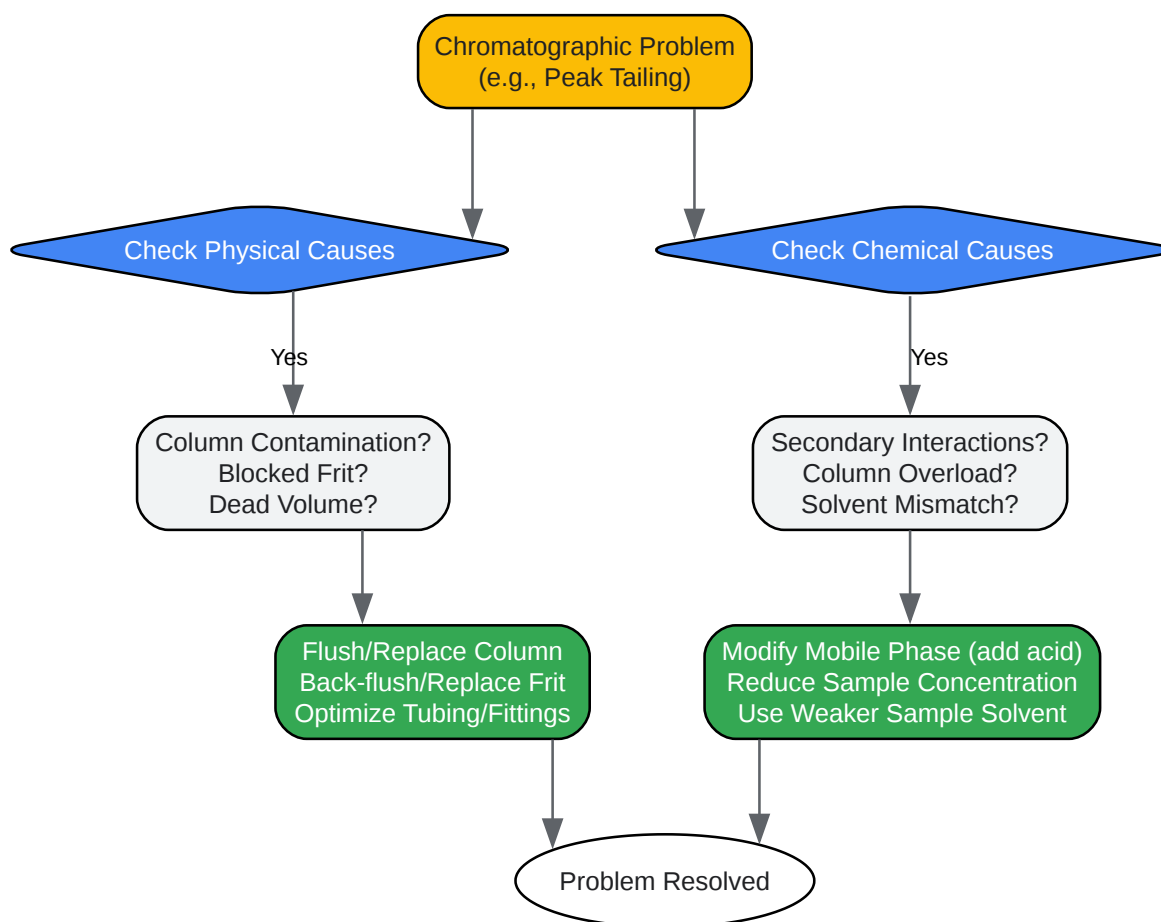 Chromatographic Problem
(e.g., Peak Tailing)
Check Physical Causes
Check Chemical Causes
Yes
Yes
Column Contamination?
Blocked Frit?
Dead Volume?
Secondary Interactions?
Column Overload?
Solvent Mismatch?
Flush/Replace Column
Back-flush/Replace Frit
Optimize Tubing/Fittings
Modify Mobile Phase (add acid)
Reduce Sample Concentration
Use Weaker Sample Solvent
Problem Resolved